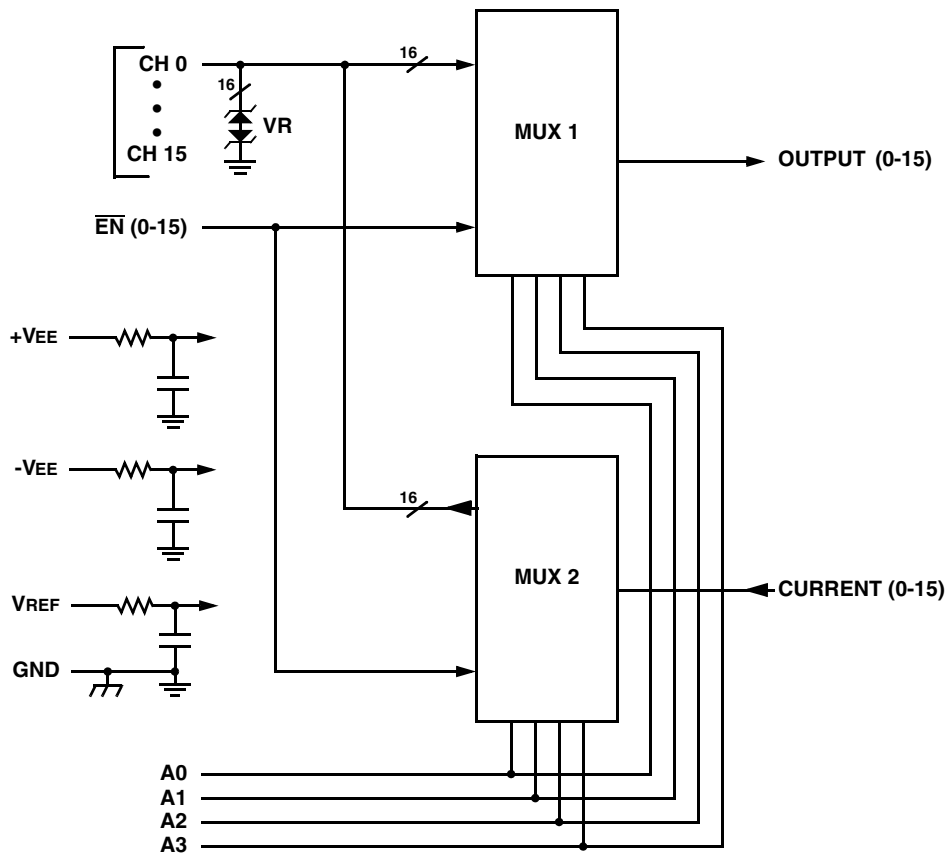 CH 0
16
16
VR
CH 15
MUX 1
OUTPUT (0-15)
EN (0-15)
+VEE
-VEE
16
MUX 2
CURRENT (0-15)
VREF
GND
A0
A1
A2
A3